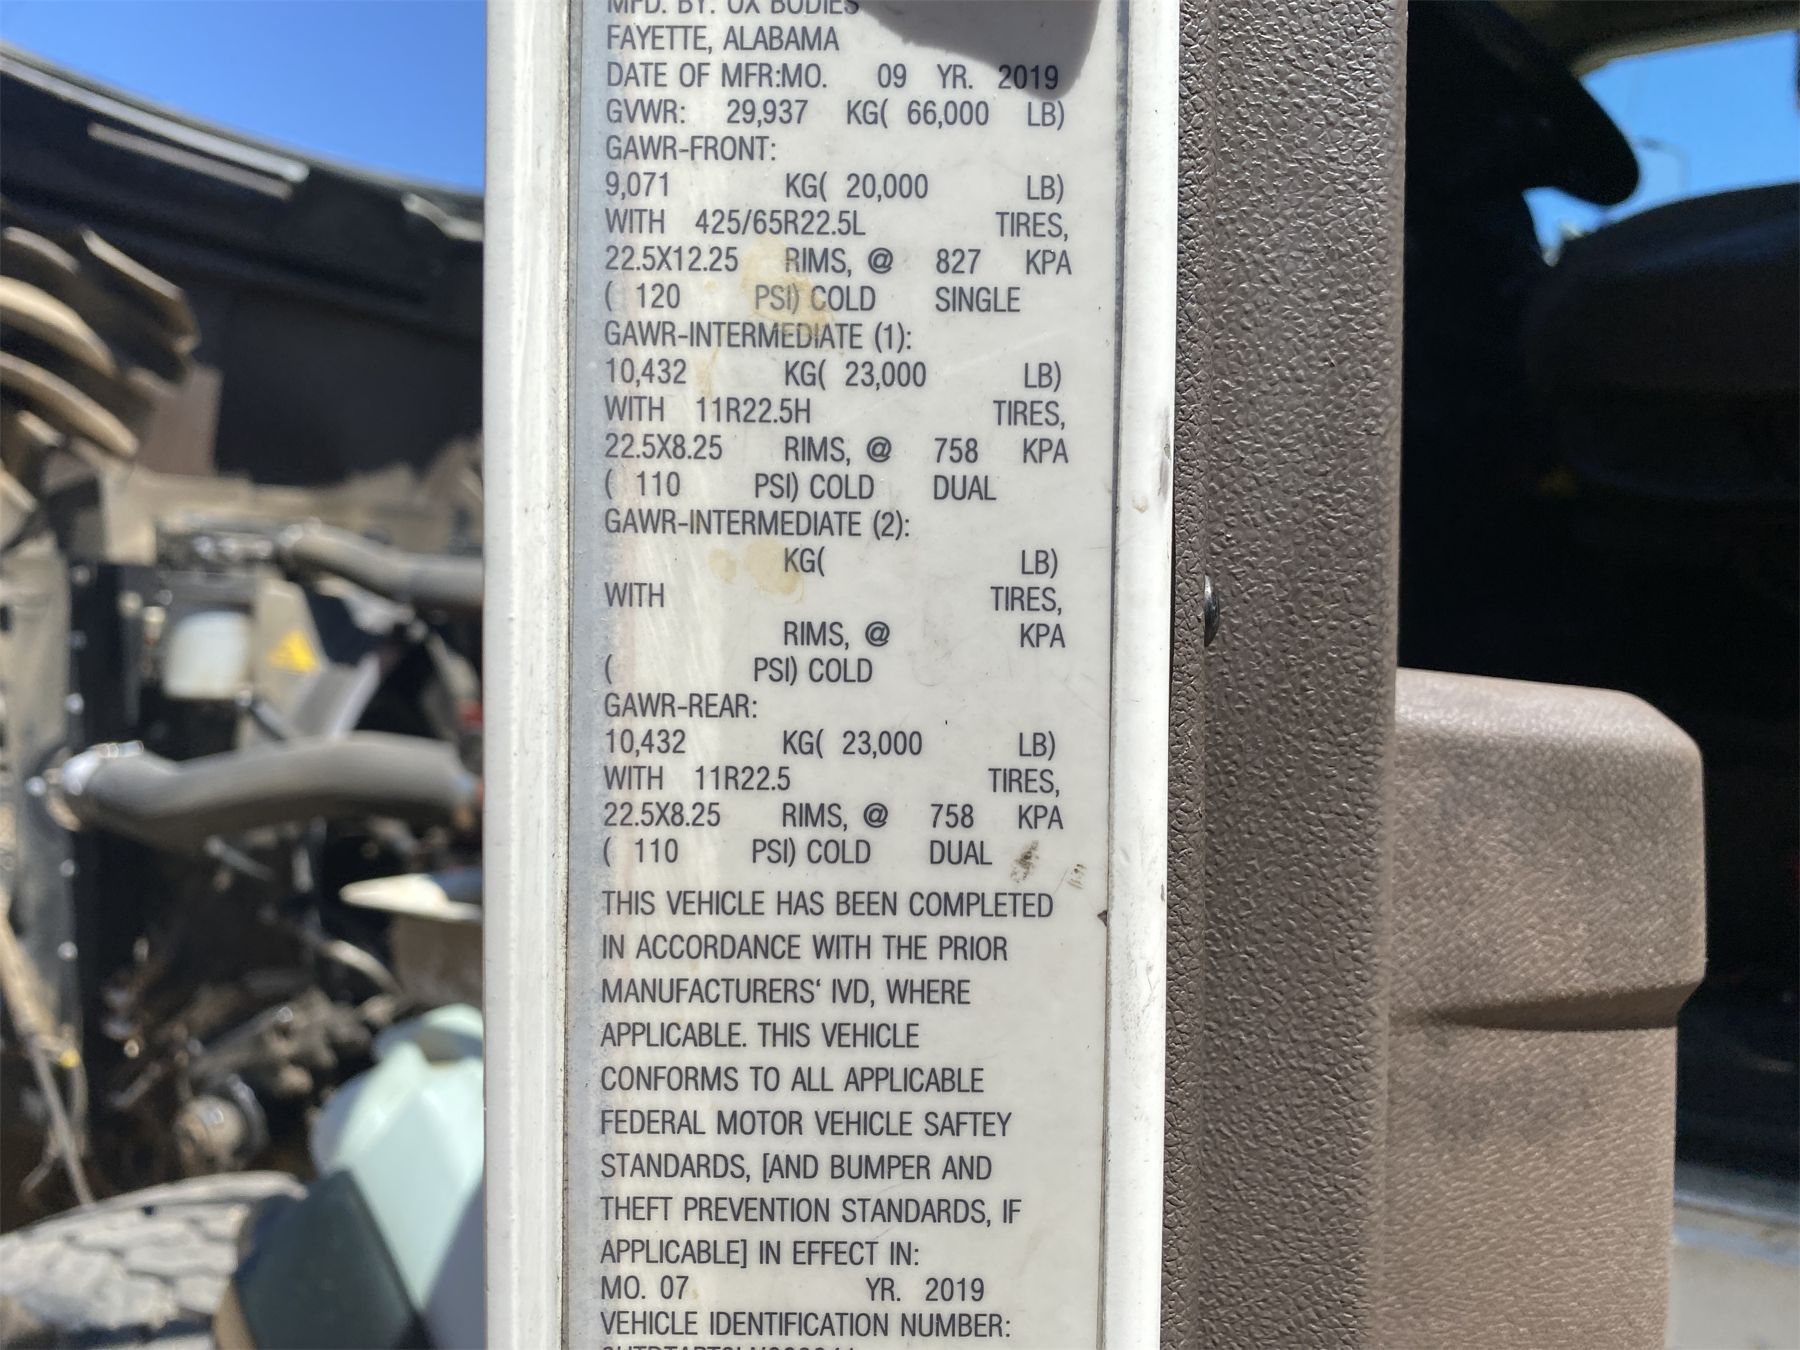 MFD. BY: OX BODIES
FAYETTE, ALABAMA
DATE OF MFR:MO. 09 YR. 2019
GVWR: 29,937 KG( 66,000 LB)
GAWR-FRONT:
9,071 KG( 20,000 LB)
WITH 425/65R22.5L TIRES,
22.5X12.25 RIMS, @ 827 KPA
( 120 PSI) COLD SINGLE
GAWR-INTERMEDIATE (1):
10,432 KG( 23,000 LB)
WITH 11R22.5H TIRES,
22.5X8.25 RIMS, @ 758 KPA
( 110 PSI) COLD DUAL
GAWR-INTERMEDIATE (2):
KG( LB)
WITH TIRES,
RIMS, @ KPA
( PSI) COLD
GAWR-REAR:
10,432 KG( 23,000 LB)
WITH 11R22.5 TIRES,
22.5X8.25 RIMS, @ 758 KPA
( 110 PSI) COLD DUAL
THIS VEHICLE HAS BEEN COMPLETED
IN ACCORDANCE WITH THE PRIOR
MANUFACTURERS' IVD, WHERE
APPLICABLE. THIS VEHICLE
CONFORMS TO ALL APPLICABLE
FEDERAL MOTOR VEHICLE SAFTEY
STANDARDS, [AND BUMPER AND
THEFT PREVENTION STANDARDS, IF
APPLICABLE] IN EFFECT IN:
MO. 07 YR. 2019
VEHICLE IDENTIFICATION NUMBER: